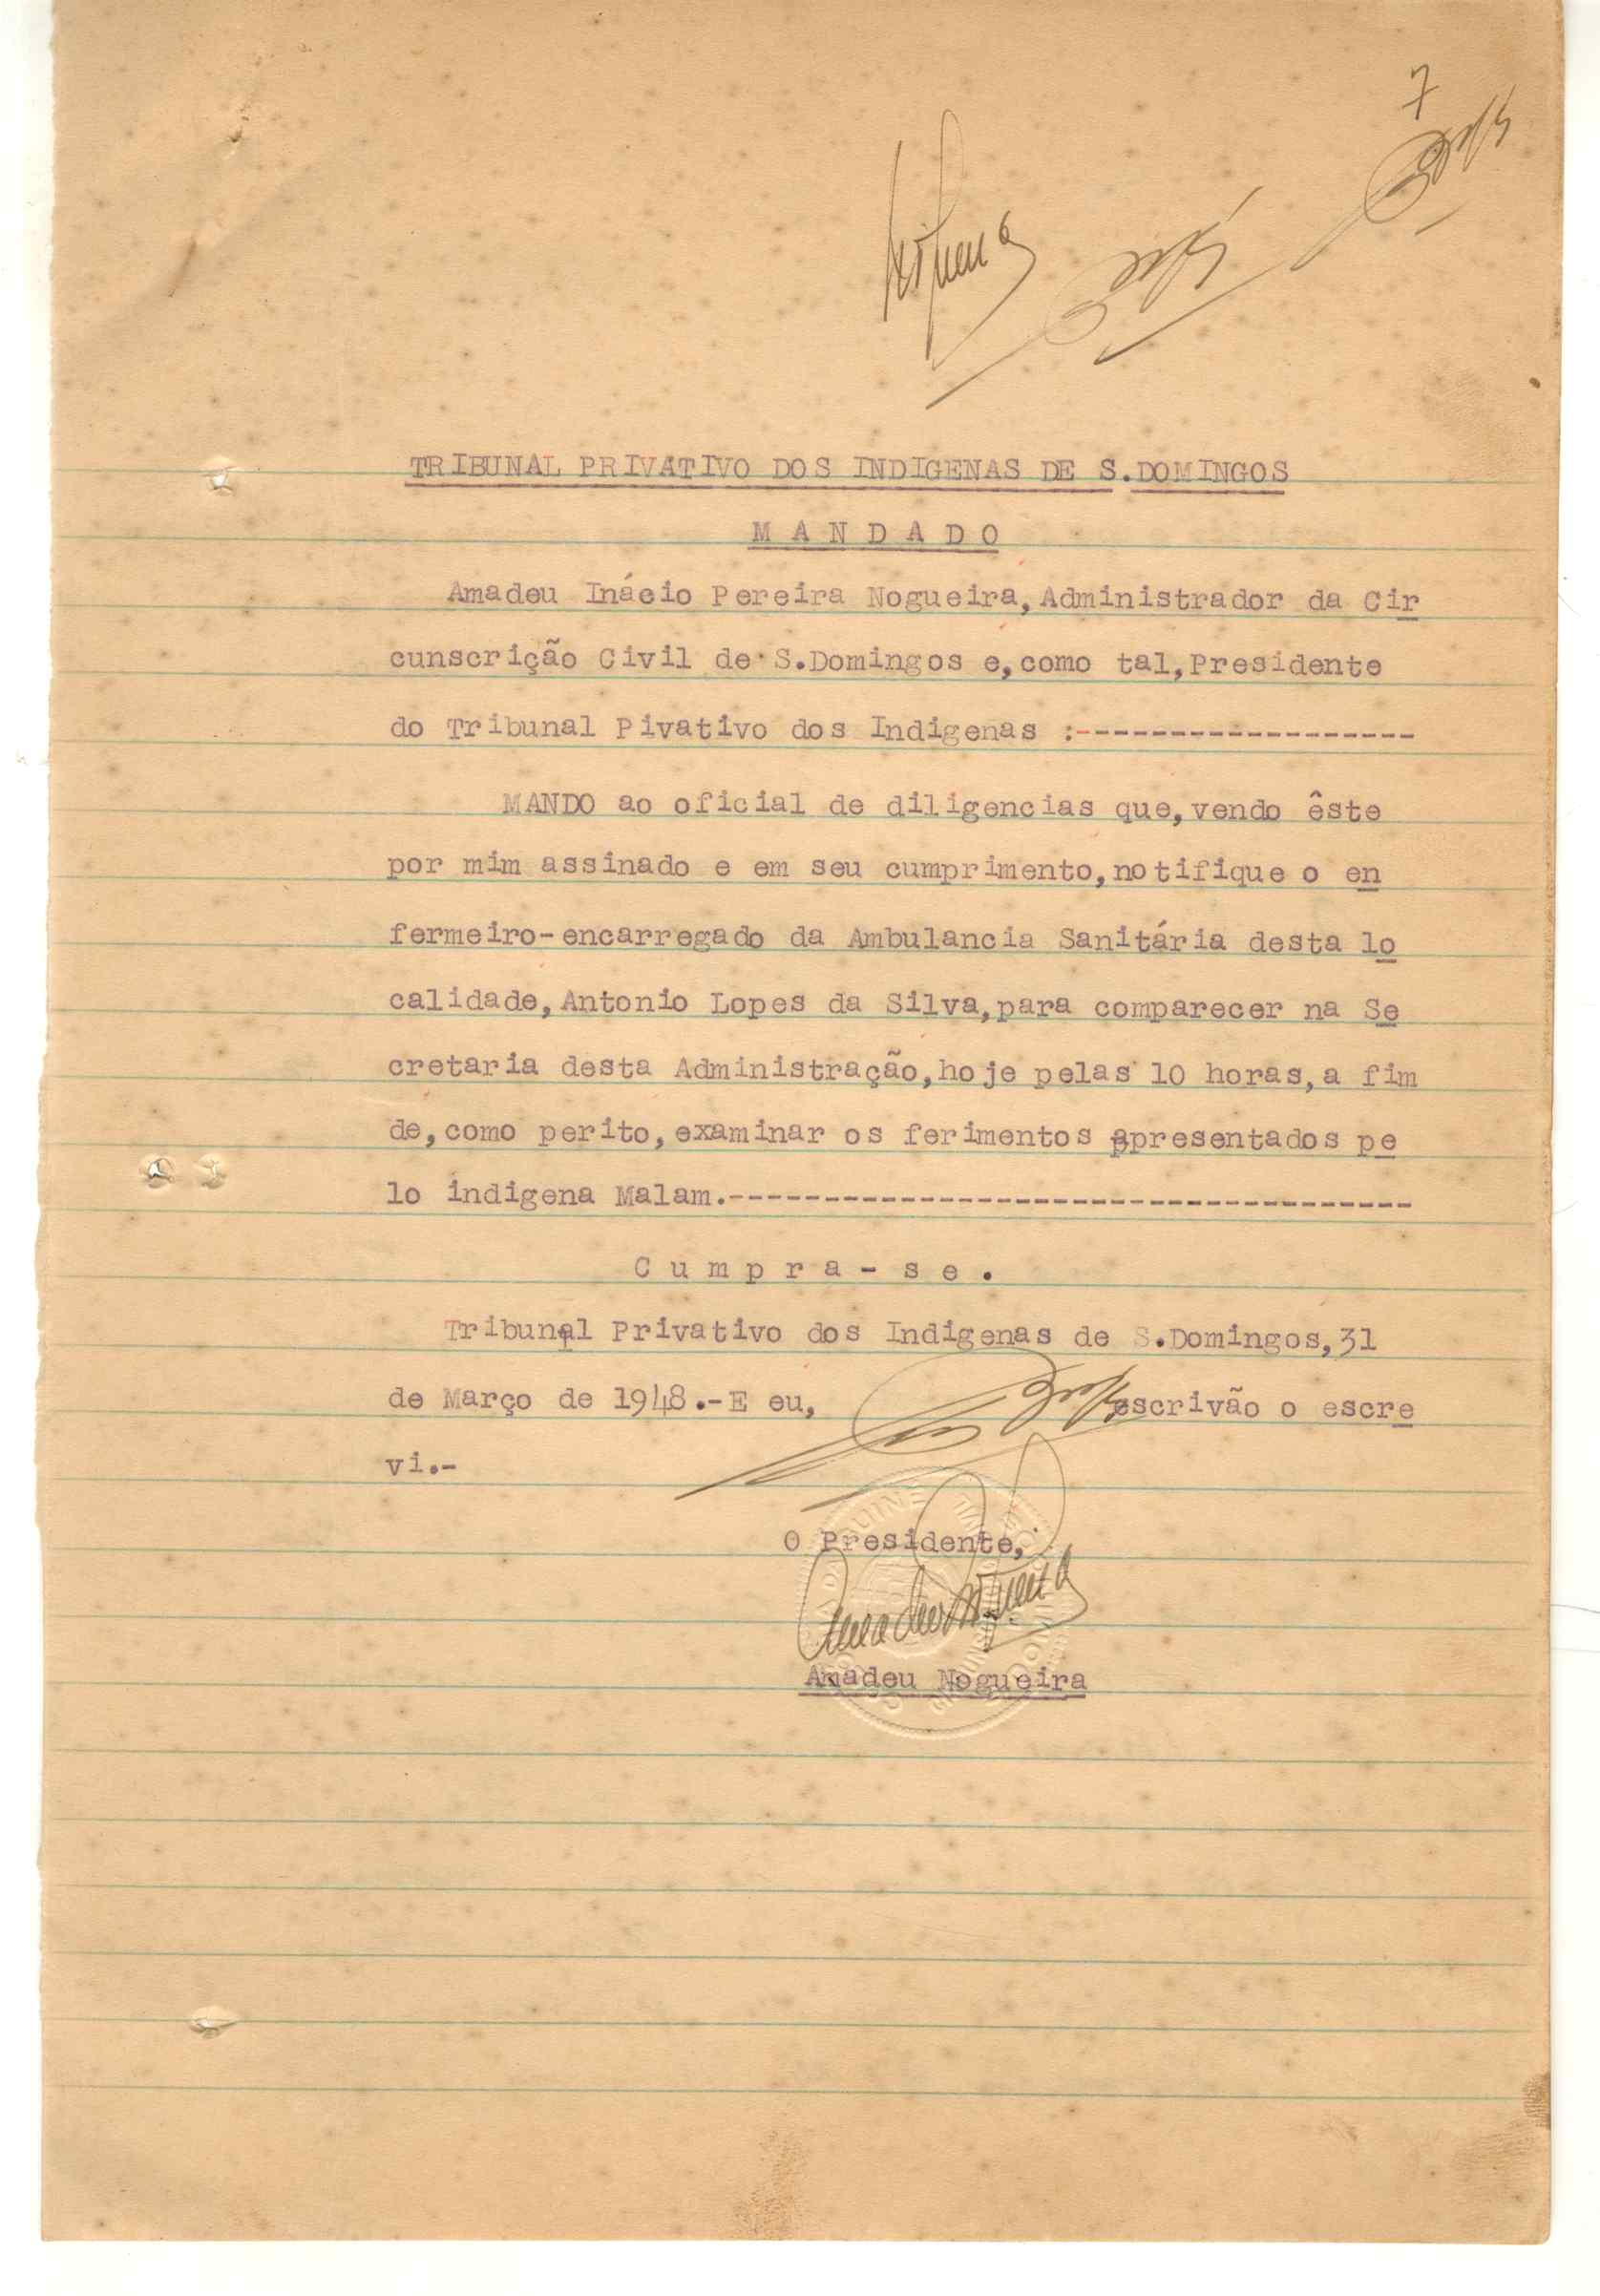 7
TRIBUNAL PRIVATIVO DOS INDIGENAS DE S.DOMINGOS
M A N D A D O
Amadeu Inácio Pereira Nogueira, Administrador da Cir
cunscrição Civil de S.Domingos e, como tal, Presidente
do Tribunal Pivativo dos Indigenas :-------------------
MANDO ao oficial de diligencias que, vendo êste
por mim assinado e em seu cumprimento, notifique o en
fermeiro-encarregado da Ambulancia Sanitária desta lo
calidade, Antonio Lopes da Silva, para comparecer na Se
cretaria desta Administração, hoje pelas 10 horas, a fim
de, como perito, examinar os ferimentos apresentados pe
lo indigena Malam.--------------------------------------
C u m p r a - s e .
Tribunal Privativo dos Indigenas de S.Domingos, 31
de Março de 1948.-E eu, escrivão o escre
vi.-
O Presidente,
Amadeu Nogueira
Amadeu Nogueira